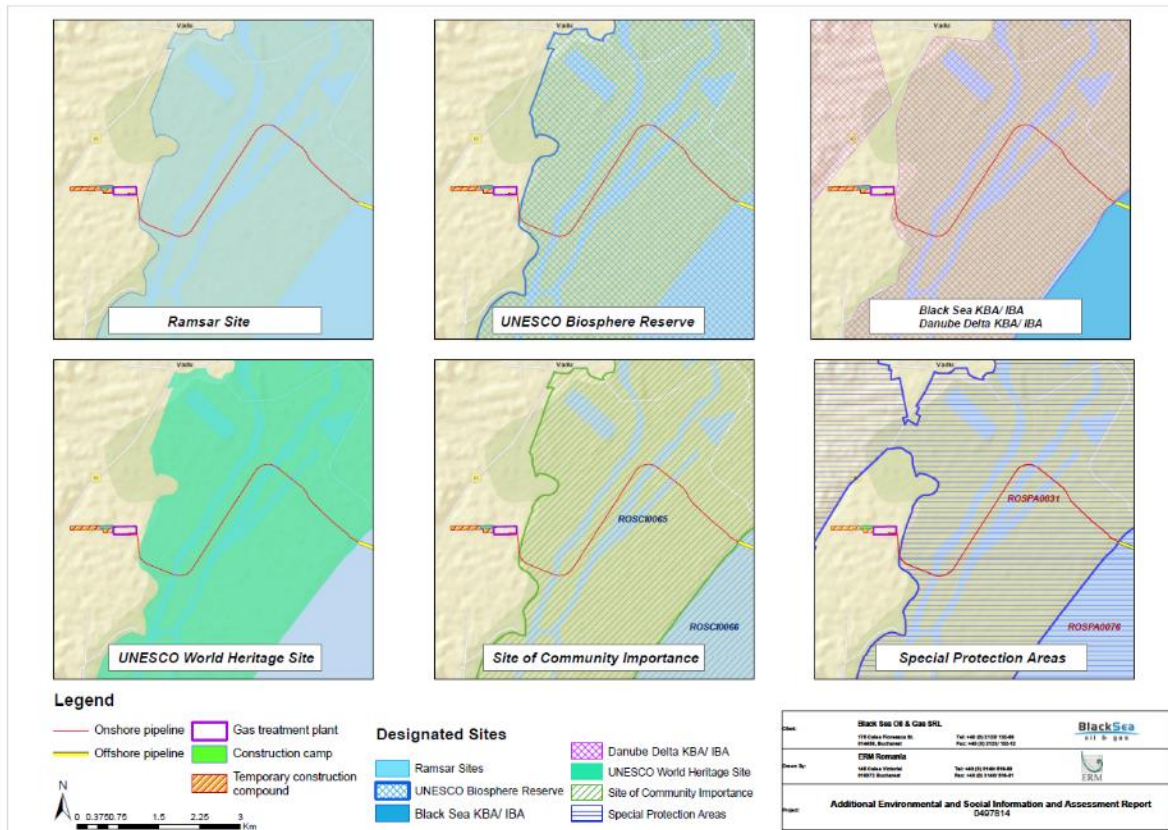 Vadu
Vadu
Vadu
Ramsar Site
UNESCO Biosphere Reserve
Black Sea KBA/ IBA
Danube Delta KBA/ IBA
Vadu
Vadu
Vadu
ROSCI0065
ROSCI0066
ROSPA0031
ROSPA0076
UNESCO World Heritage Site
Site of Community Importance
Special Protection Areas
Legend
Onshore pipeline
Gas treatment plant
Offshore pipeline
Construction camp
Temporary construction
compound
N
0 0.375 0.75 1.5 2.25 3
Km
Designated Sites
Ramsar Sites
UNESCO Biosphere Reserve
Black Sea KBA/ IBA
Danube Delta KBA/ IBA
UNESCO World Heritage Site
Site of Community Importance
Special Protection Areas
Client:
Black Sea Oil & Gas SRL
BlackSea
oil & gas
Drawn By:
ERM Romania
ERM
Project:
Additional Environmental and Social Information and Assessment Report
0497814